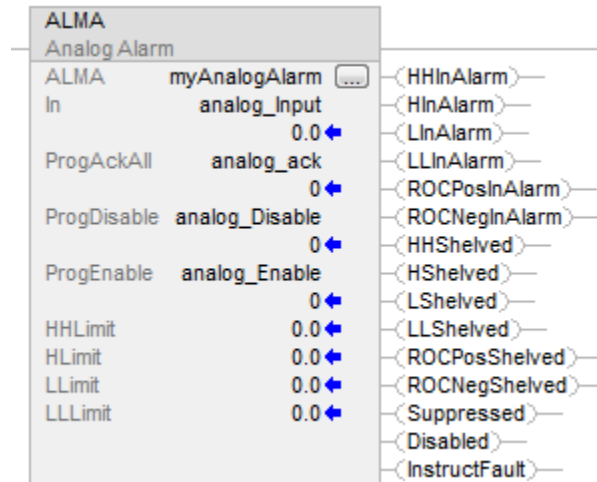 ALMA
Analog Alarm
ALMA myAnalogAlarm ... HHInAlarm
In analog_Input HInAlarm
0.0 LInAlarm
ProgAckAll analog_ack LLInAlarm
0 ROCPosInAlarm
ProgDisable analog_Disable ROCNegInAlarm
0 HHShelved
ProgEnable analog_Enable HShelved
0 LShelved
HHLimit 0.0 LLShelved
HLimit 0.0 ROCPosShelved
LLimit 0.0 ROCNegShelved
LLLimit 0.0 Suppressed
Disabled
InstructFault